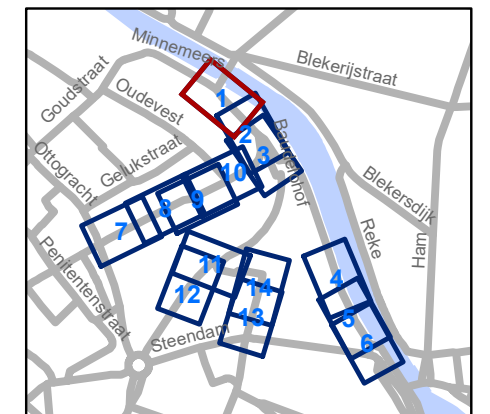 Minnemeers
Blekerijstraat
Goudstraat
Oudevest
1
2
Baudelohof
3
Ottogracht
Gelukstraat
10
9
8
7
Blekersdijk
Reke
Ham
Penitentenstraat
11
12
14
13
4
5
6
Steendam